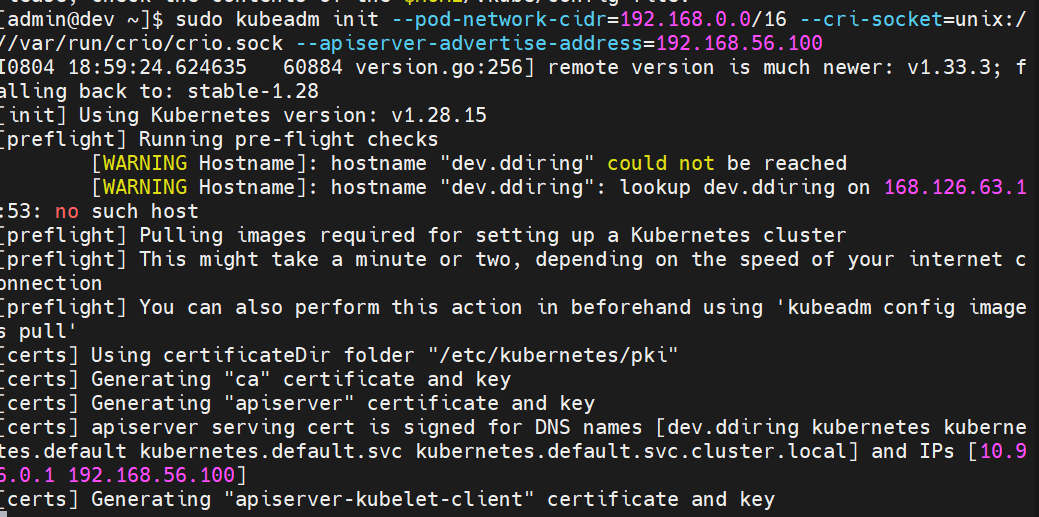 [admin@dev ~]$ sudo kubeadm init --pod-network-cidr=192.168.0.0/16 --cri-socket=unix:/
//var/run/crio/crio.sock --apiserver-advertise-address=192.168.56.100
I0804 18:59:24.624635   60884 version.go:256] remote version is much newer: v1.33.3; f
alling back to: stable-1.28
[init] Using Kubernetes version: v1.28.15
[preflight] Running pre-flight checks
        [WARNING Hostname]: hostname "dev.ddiring" could not be reached
        [WARNING Hostname]: hostname "dev.ddiring": lookup dev.ddiring on 168.126.63.1
:53: no such host
[preflight] Pulling images required for setting up a Kubernetes cluster
[preflight] This might take a minute or two, depending on the speed of your internet c
onnection
[preflight] You can also perform this action in beforehand using 'kubeadm config image
s pull'
[certs] Using certificateDir folder "/etc/kubernetes/pki"
[certs] Generating "ca" certificate and key
[certs] Generating "apiserver" certificate and key
[certs] apiserver serving cert is signed for DNS names [dev.ddiring kubernetes kuberne
tes.default kubernetes.default.svc kubernetes.default.svc.cluster.local] and IPs [10.9
6.0.1 192.168.56.100]
[certs] Generating "apiserver-kubelet-client" certificate and key